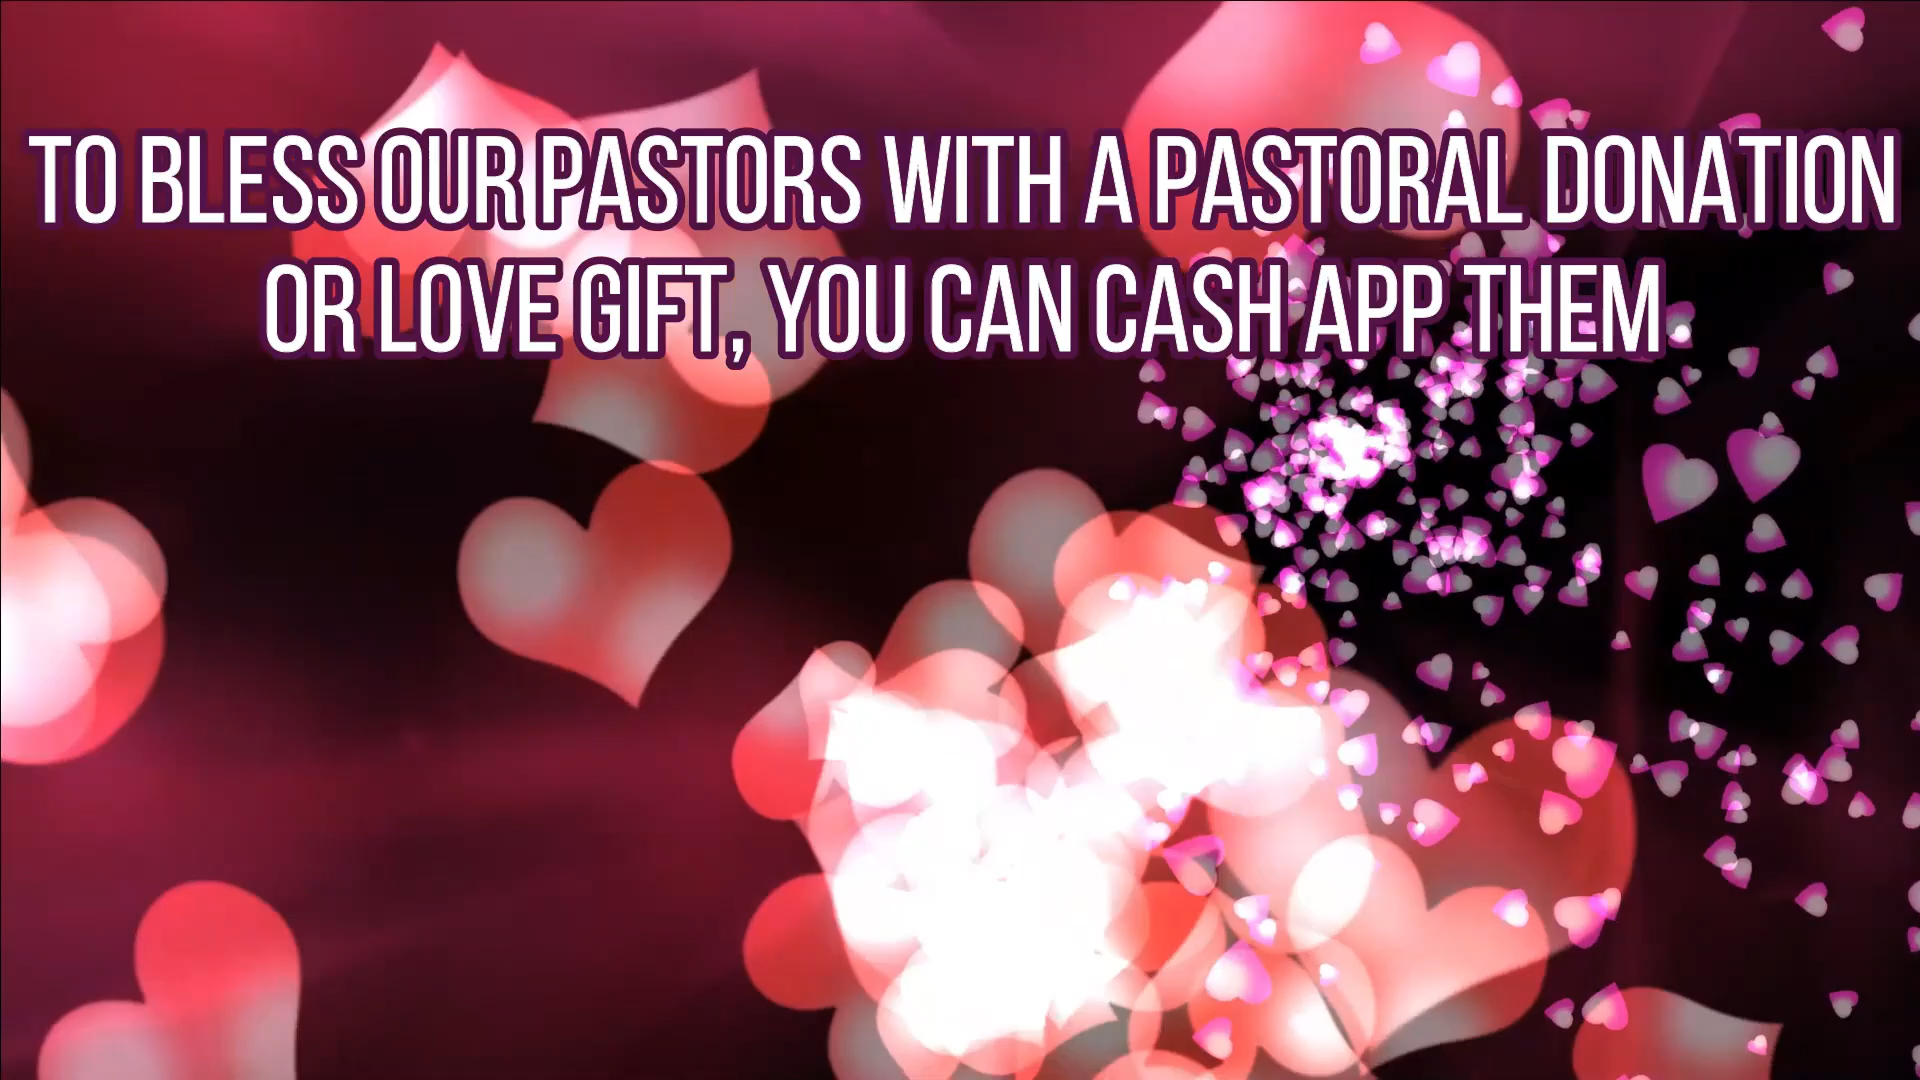 TO BLESS OUR PASTORS WITH A PASTORAL DONATION
OR LOVE GIFT, YOU CAN CASH APP THEM